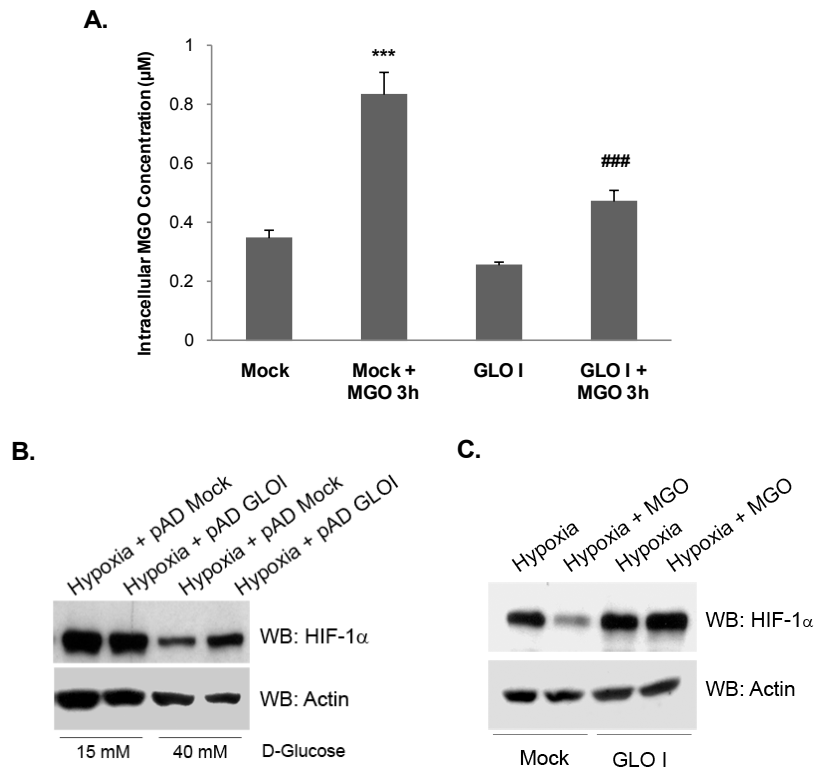 A.
Intracellular MGO Concentration (µM)
1
0.8
0.6
0.4
0.2
0
***
###
Mock
Mock +
MGO 3h
GLO I
GLO I +
MGO 3h
B.
Hypoxia + pAD Mock
Hypoxia + pAD GLOI
Hypoxia + pAD Mock
Hypoxia + pAD GLOI
WB: HIF-1α
WB: Actin
15 mM
40 mM
D-Glucose
C.
Hypoxia
Hypoxia + MGO
Hypoxia
Hypoxia + MGO
WB: HIF-1α
WB: Actin
Mock
GLO I